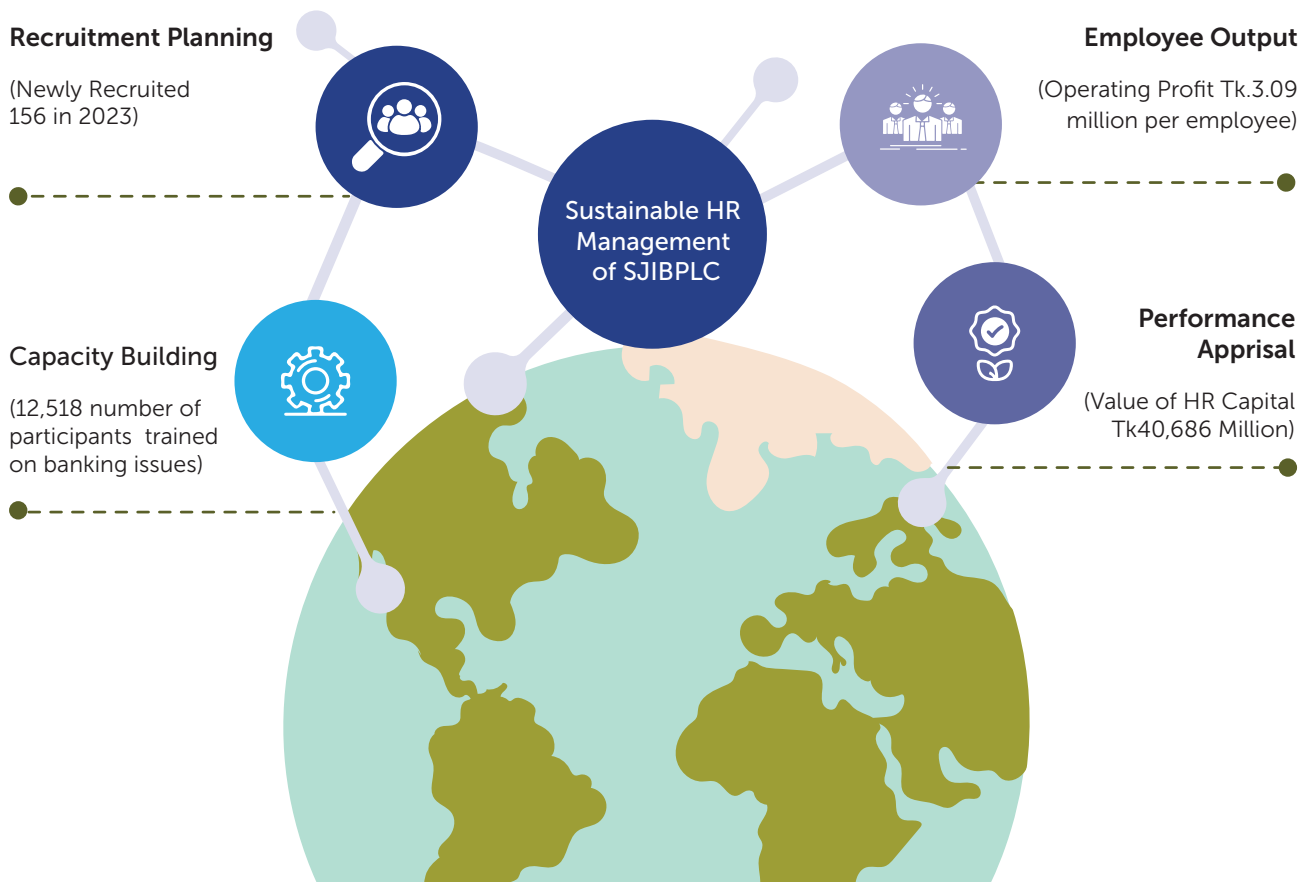 Recruitment Planning
(Newly Recruited
156 in 2023)
Employee Output
(Operating Profit Tk.3.09
million per employee)
Sustainable HR
Management
of SJIBPLC
Capacity Building
(12,518 number of
participants trained
on banking issues)
Performance
Apprisal
(Value of HR Capital
Tk40,686 Million)